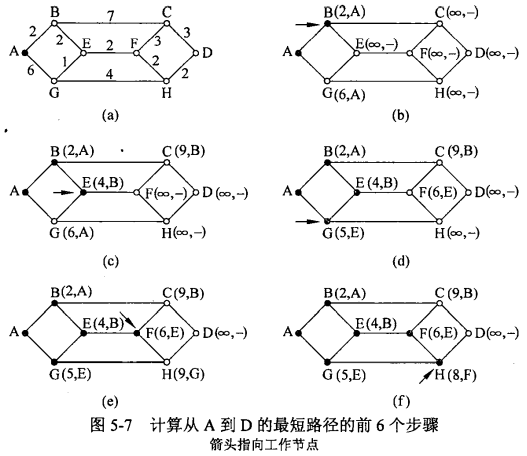 B 7 C
2 2 3 3
A E 2 F D
6 1 2 2
G 4 H
(a)
B(2,A) C(∞,−)
A E(∞,−) F(∞,−) D(∞,−)
G(6,A) H(∞,−)
(b)
B(2,A) C(9,B)
A E(4,B) F(∞,−) D(∞,−)
G(6,A) H(∞,−)
(c)
B(2,A) C(9,B)
A E(4,B) F(6,E) D(∞,−)
G(5,E) H(∞,−)
(d)
B(2,A) C(9,B)
A E(4,B) F(6,E) D(∞,−)
G(5,E) H(9,G)
(e)
B(2,A) C(9,B)
A E(4,B) F(6,E) D(∞,−)
G(5,E) H(8,F)
(f)
图 5-7 计算从 A 到 D 的最短路径的前 6 个步骤
箭头指向工作节点